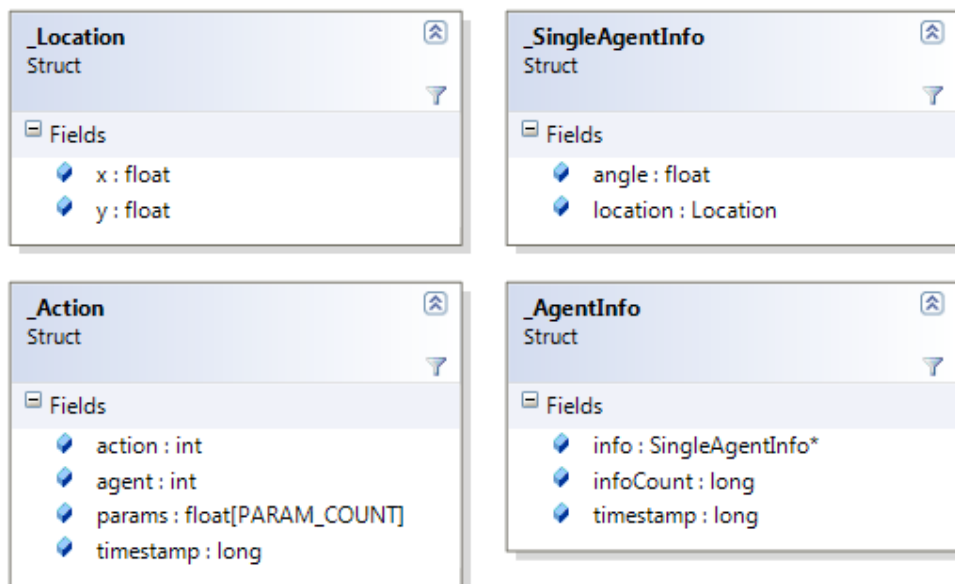 _Location
Struct
Fields
x : float
y : float
_SingleAgentInfo
Struct
Fields
angle : float
location : Location
_Action
Struct
Fields
action : int
agent : int
params : float[PARAM_COUNT]
timestamp : long
_AgentInfo
Struct
Fields
info : SingleAgentInfo*
infoCount : long
timestamp : long